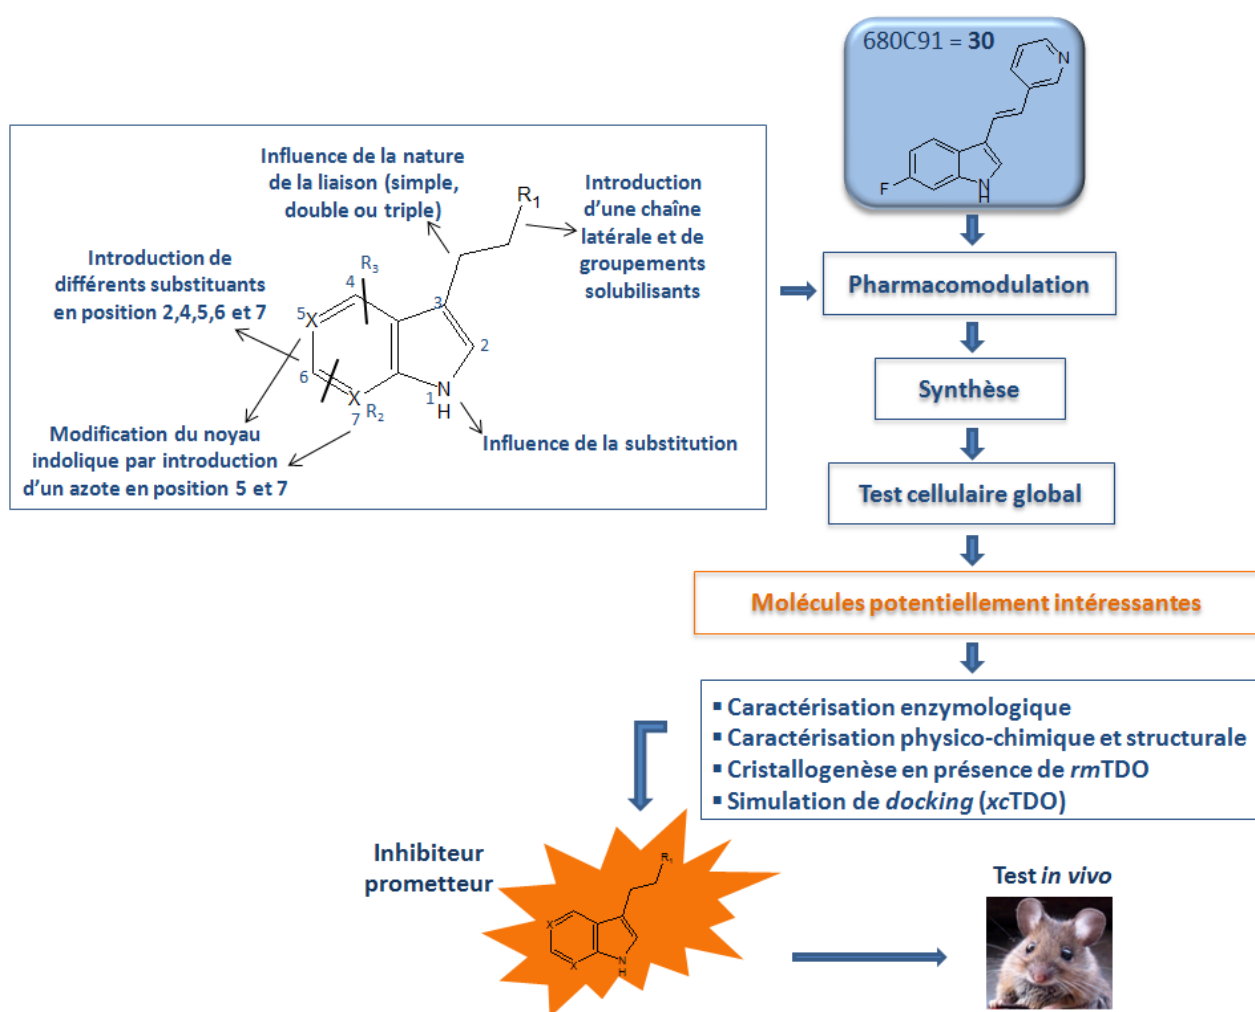 680C91 = 30
N
F
N
H
Influence de la nature
de la liaison (simple,
double ou triple)
Introduction
d'une chaîne
latérale et de
groupements
solubilisants
R1
Introduction de
différents substituants
en position 2,4,5,6 et 7
R3
4
5
X
3
2
6
X
7
R2
1
N
H
Modification du noyau
indolique par introduction
d'un azote en position 5 et 7
Influence de la substitution
Pharmacomodulation
Synthèse
Test cellulaire global
Molécules potentiellement intéressantes
▪ Caractérisation enzymologique
▪ Caractérisation physico-chimique et structurale
▪ Cristallogenèse en présence de rmTDO
▪ Simulation de docking (xcTDO)
Inhibiteur
prometteur
R1
X
X
N
H
Test in vivo